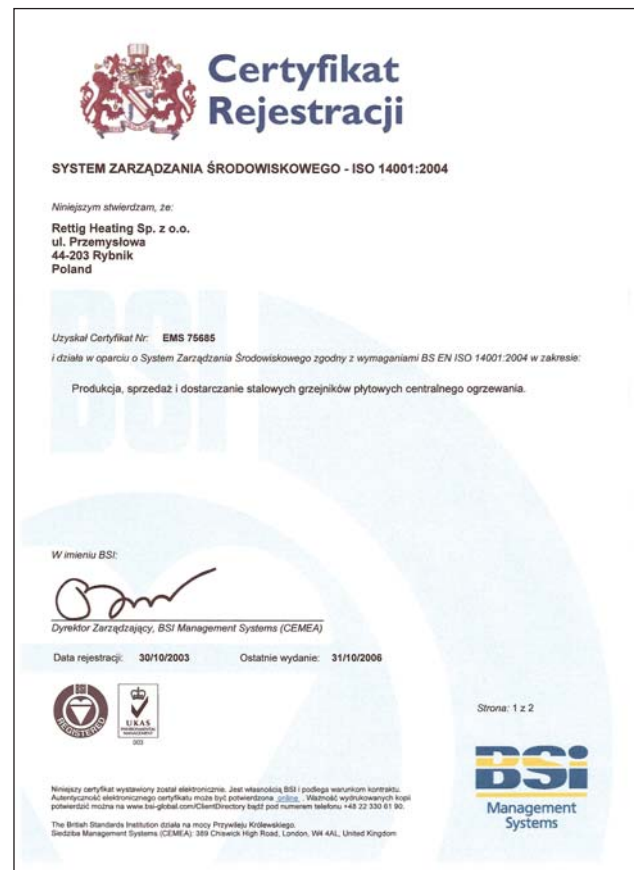 Certyfikat
Rejestracji
SYSTEM ZARZĄDZANIA ŚRODOWISKOWEGO - ISO 14001:2004
Niniejszym stwierdzam, że:
Rettig Heating Sp. z o.o.
ul. Przemysłowa
44-203 Rybnik
Poland
BSI
Uzyskał Certyfikat Nr: EMS 75685
i działa w oparciu o System Zarządzania Środowiskowego zgodny z wymaganiami BS EN ISO 14001:2004 w zakresie:
Produkcja, sprzedaż i dostarczanie stalowych grzejników płytowych centralnego ogrzewania.
W imieniu BSI:
Dyrektor Zarządzający, BSI Management Systems (CEMEA)
Data rejestracji: 30/10/2003 Ostatnie wydanie: 31/10/2006
BSI
REGISTERED
UKAS
ENVIRONMENTAL
MANAGEMENT
003
Strona: 1 z 2
BSi
Management
Systems
Niniejszy certyfikat wystawiony został elektronicznie. Jest własnością BSI i podlega warunkom kontraktu.
Autentyczność elektronicznego certyfikatu może być potwierdzona online . Ważność wydrukowanych kopii
potwierdzić można na www.bsi-global.com/ClientDirectory bądź pod numerem telefonu +48 22 330 61 90.
The British Standards Institution działa na mocy Przywileju Królewskiego.
Siedziba Management Systems (CEMEA): 389 Chiswick High Road, London, W4 4AL, United Kingdom